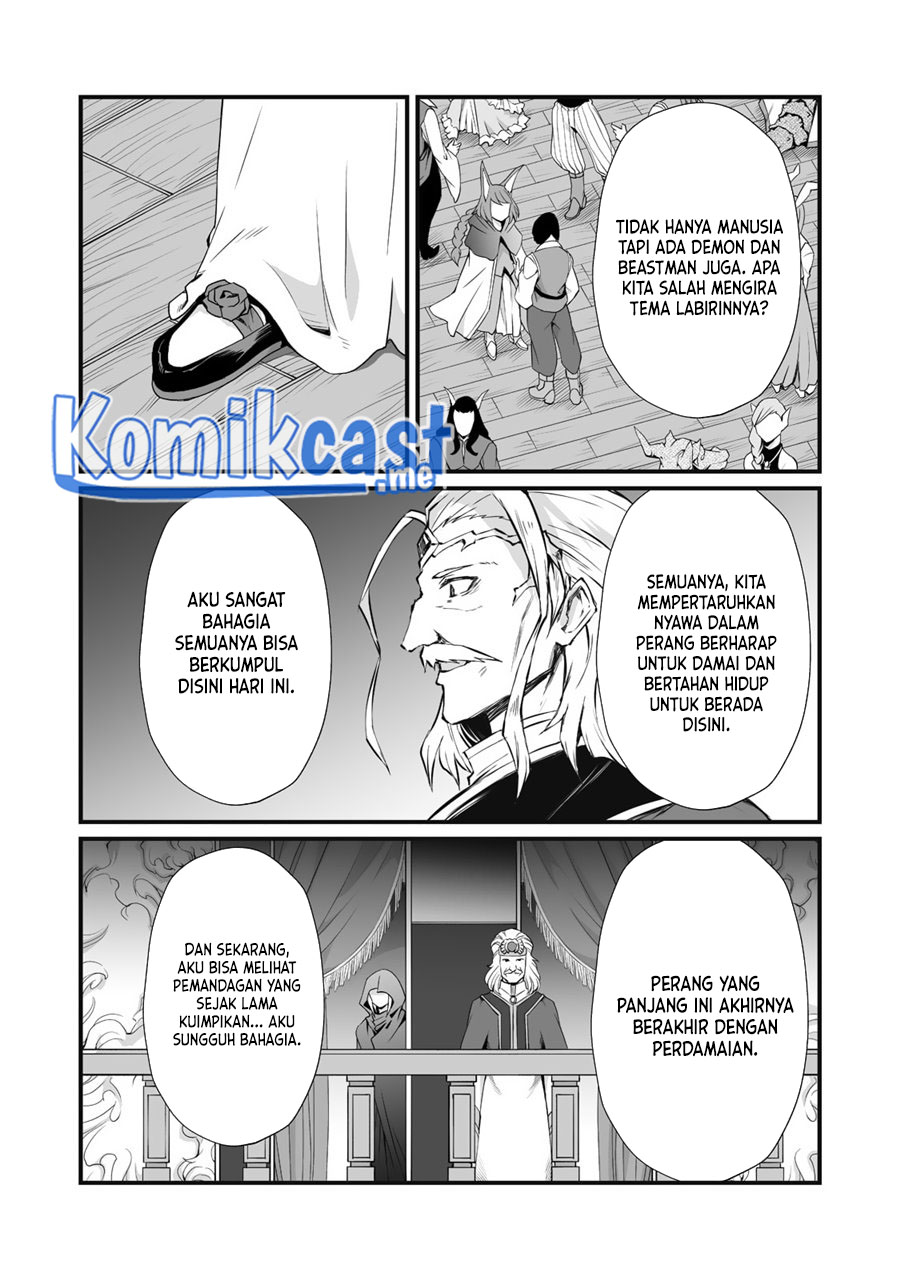 TIDAK HANYA MANUSIA
TAPI ADA DEMON DAN
BEASTMAN JUGA. APA
KITA SALAH MENGIRA
TEMA LABIRINNYA?
Komikcast
.me
SEMUANYA, KITA
MEMPERTARUHKAN
NYAWA DALAM
PERANG BERHARAP
UNTUK DAMAI DAN
BERTAHAN HIDUP
UNTUK BERADA
DISINI.
AKU SANGAT
BAHAGIA
SEMUANYA BISA
BERKUMPUL
DISINI HARI INI.
PERANG YANG
PANJANG INI AKHIRNYA
BERAKHIR DENGAN
PERDAMAIAN.
DAN SEKARANG,
AKU BISA MELIHAT
PEMANDAGAN YANG
SEJAK LAMA
KUIMPIKAN... AKU
SUNGGUH BAHAGIA.